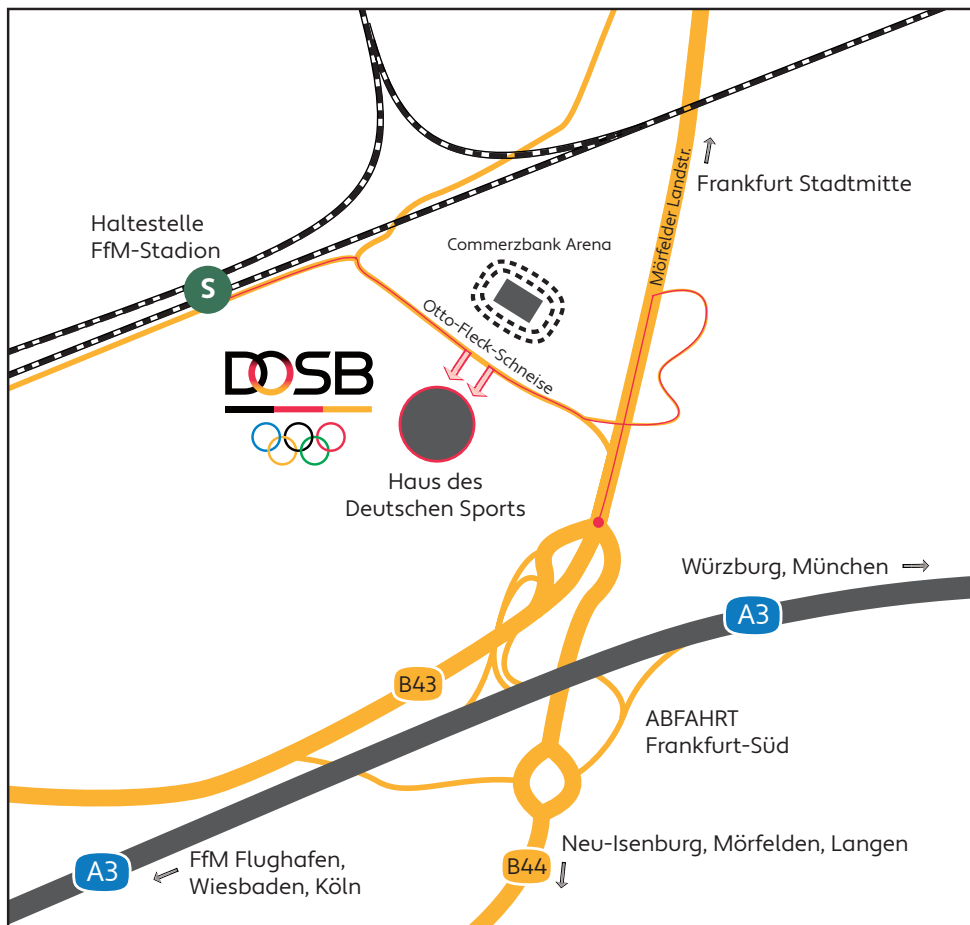 Mörfelder Landstr.
Frankfurt Stadtmitte
Haltestelle
FfM-Stadion
S
Commerzbank Arena
Otto-Fleck-Schneise
DOSB
Haus des
Deutschen Sports
Würzburg, München
A3
B43
ABFAHRT
Frankfurt-Süd
Neu-Isenburg, Mörfelden, Langen
B44
A3
FfM Flughafen,
Wiesbaden, Köln